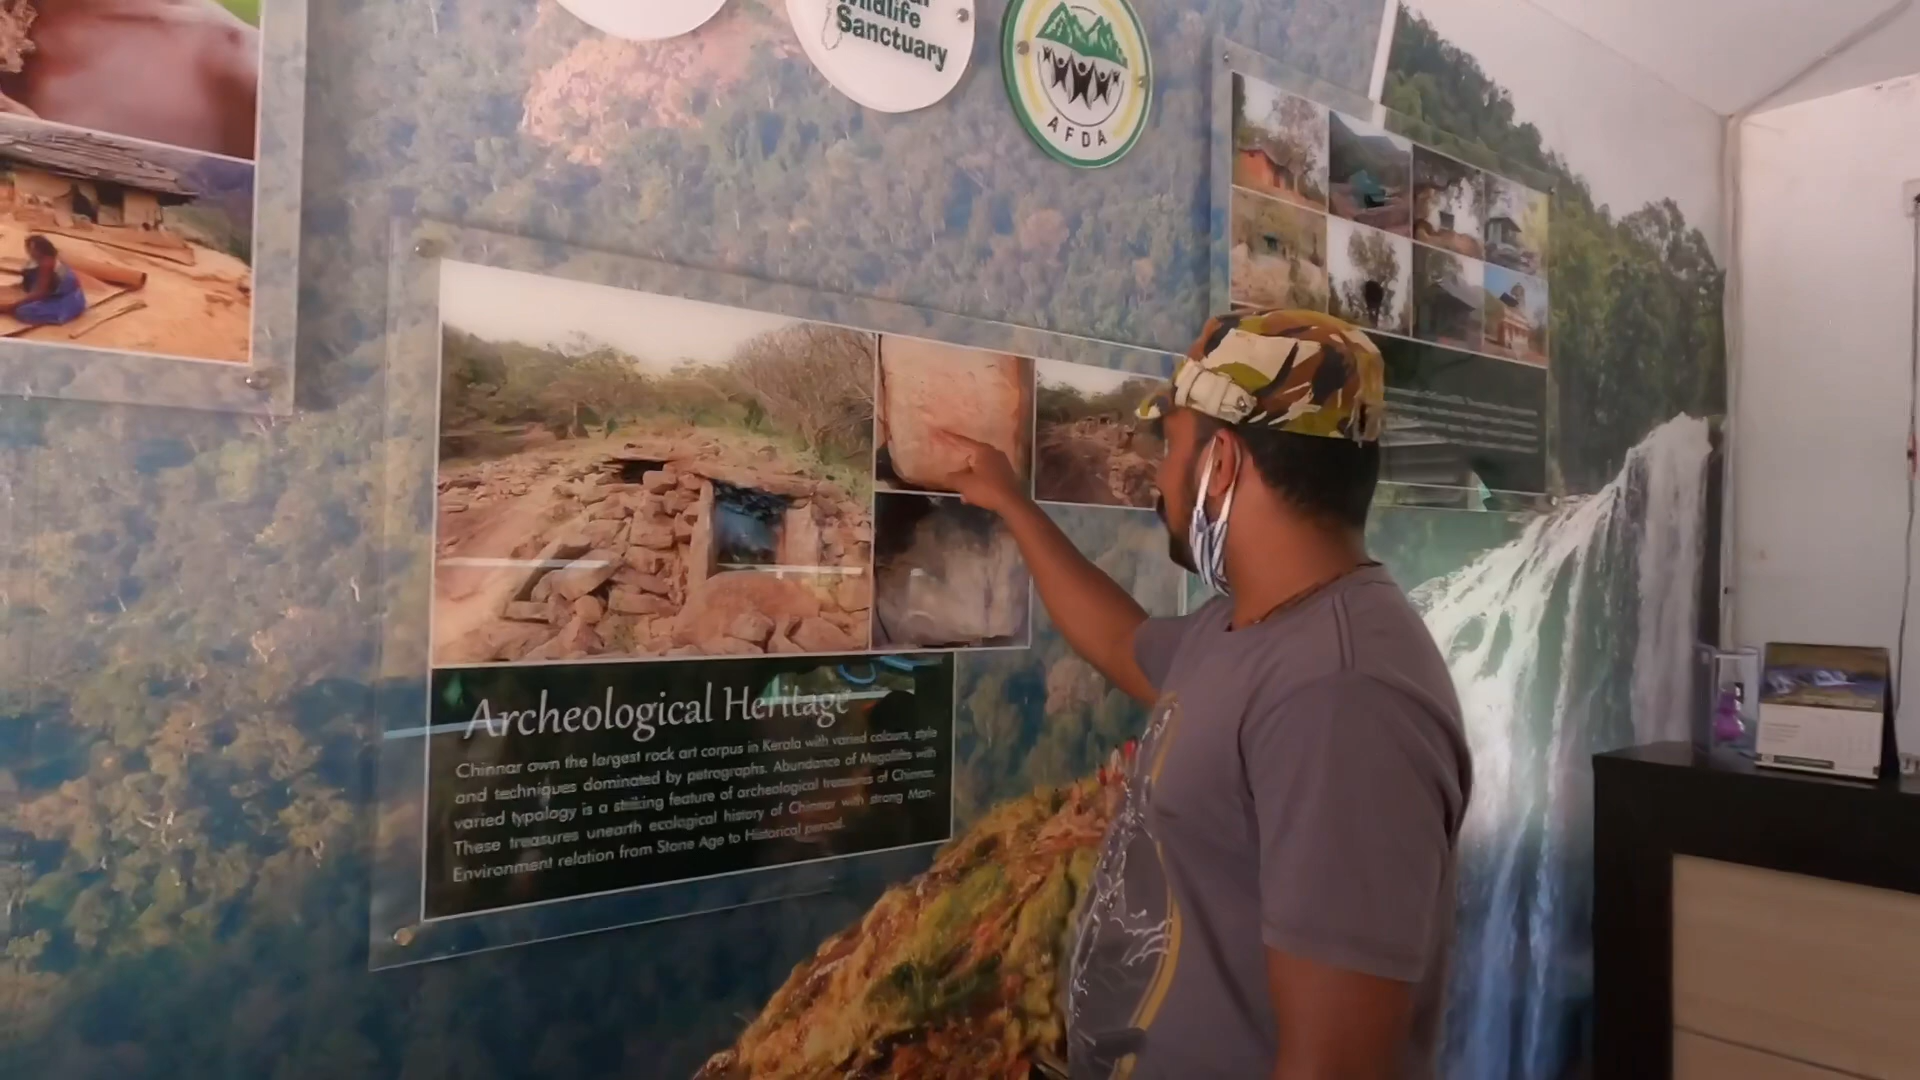 Wildlife
Sanctuary
AFDA
Archeological Heritage
Chinnar own the largest rock art corpus in Kerala with varied colours, style
and techniques dominated by petrographs. Abundance of Megaliths with
varied typology is a striking feature of archeological treasures of Chinnar.
These treasures unearth ecological history of Chinnar with strong Man-
Environment relation from Stone Age to Historical period.